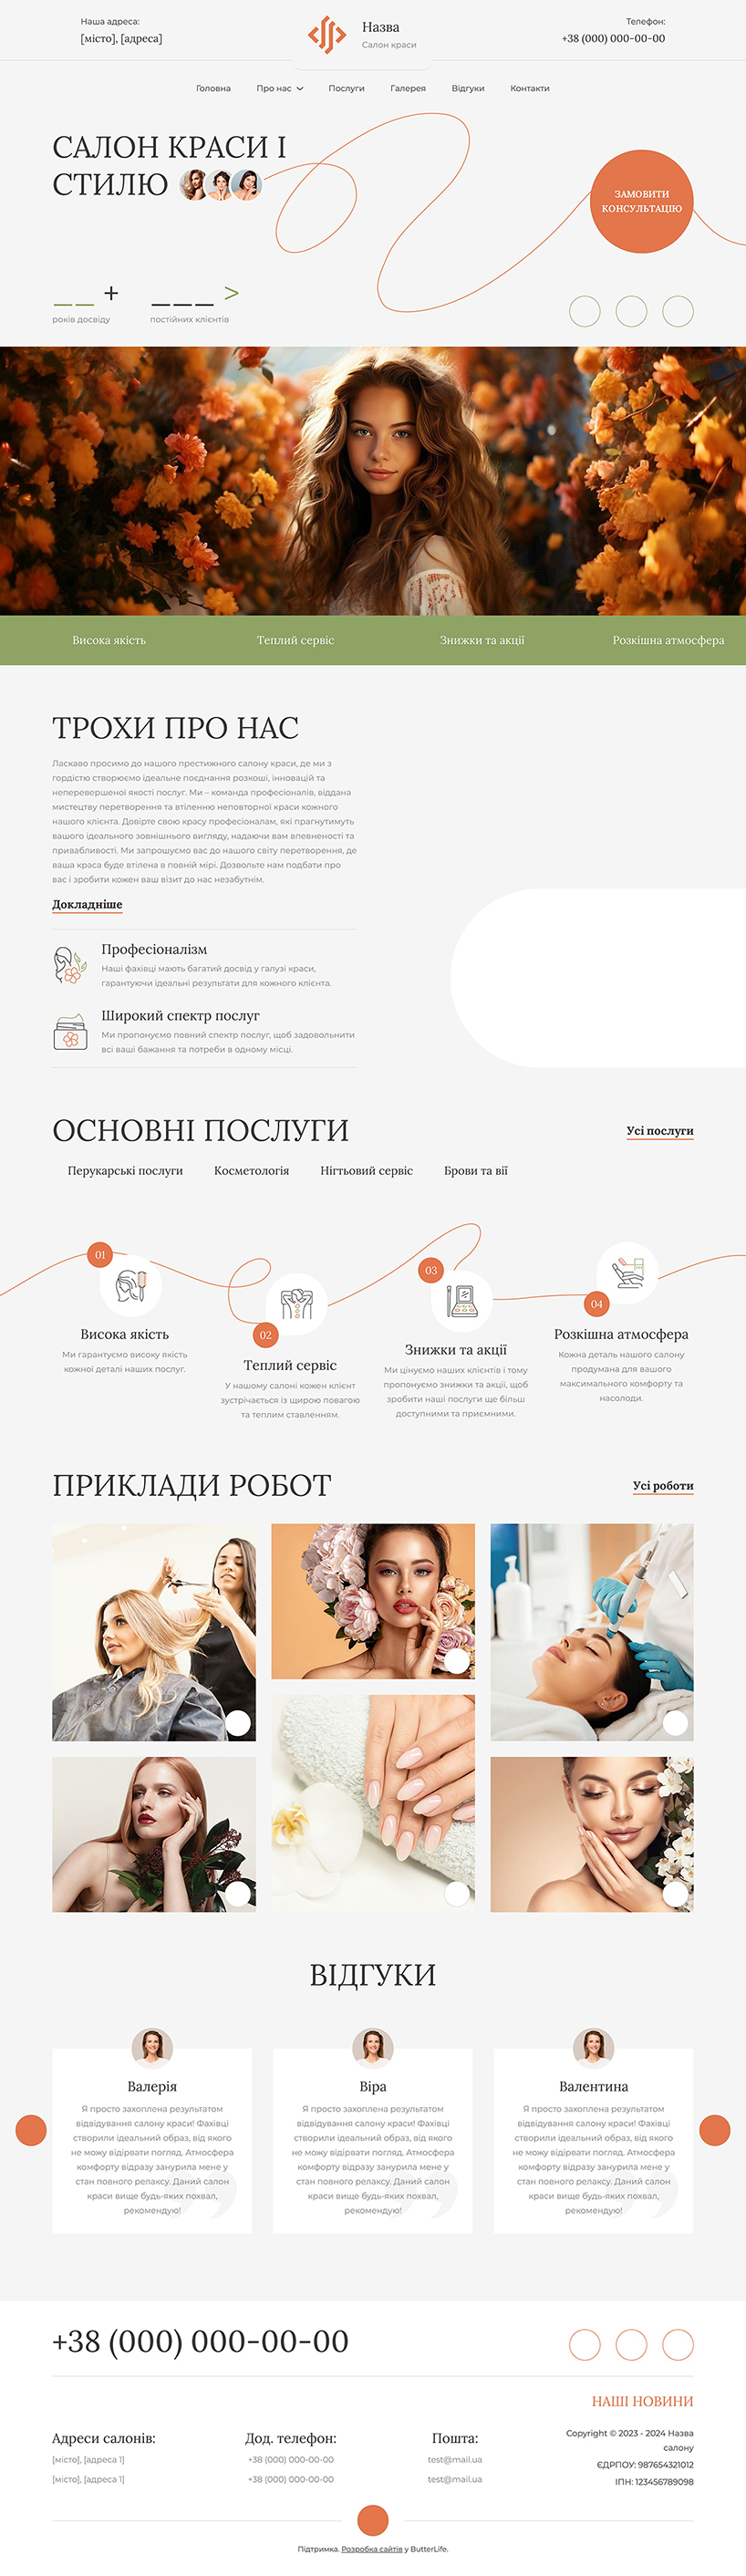 Наша адреса:
[місто], [адреса]
Назва
Салон краси
Телефон:
+38 (000) 000-00-00
Головна
Про нас
Послуги
Галерея
Відгуки
Контакти
САЛОН КРАСИ І
СТИЛЮ
ЗАМОВИТИ
КОНСУЛЬТАЦІЮ
__ +
років досвіду
___ >
постійних клієнтів
Висока якість
Теплий сервіс
Знижки та акції
Розкішна атмосфера
ТРОХИ ПРО НАС
Ласкаво просимо до нашого престижного салону краси, де ми з
гордістю створюємо ідеальне поєднання розкоші, інновацій та
неперевершеної якості послуг. Ми – команда професіоналів, віддана
мистецтву перетворення та втіленню неповторної краси кожного
нашого клієнта. Довірте свою красу професіоналам, які прагнутимуть
вашого ідеального зовнішнього вигляду, надаючи вам впевненості та
привабливості. Ми запрошуємо вас до нашого світу перетворення, де
ваша краса буде втілена в повній мірі. Дозвольте нам подбати про
вас і зробити кожен ваш візит до нас незабутнім.
Докладніше
Професіоналізм
Наші фахівці мають багатий досвід у галузі краси,
гарантуючи ідеальні результати для кожного клієнта.
Широкий спектр послуг
Ми пропонуємо повний спектр послуг, щоб задовольнити
всі ваші бажання та потреби в одному місці.
ОСНОВНІ ПОСЛУГИ
Усі послуги
Перукарські послуги
Косметологія
Нігтьовий сервіс
Брови та вії
01
Висока якість
Ми гарантуємо високу якість
кожної деталі наших послуг.
02
Теплий сервіс
У нашому салоні кожен клієнт
зустрічається із щирою повагою
та теплим ставленням.
03
Знижки та акції
Ми цінуємо наших клієнтів і тому
пропонуємо знижки та акції, щоб
зробити наші послуги ще більш
доступними та приємними.
04
Розкішна атмосфера
Кожна деталь нашого салону
продумана для вашого
максимального комфорту та
насолоди.
ПРИКЛАДИ РОБОТ
Усі роботи
ВІДГУКИ
Валерія
Я просто захоплена результатом
відвідування салону краси! Фахівці
створили ідеальний образ, від якого
не можу відірвати погляд. Атмосфера
комфорту відразу занурила мене у
стан повного релаксу. Даний салон
краси вище будь-яких похвал,
рекомендую!
Віра
Я просто захоплена результатом
відвідування салону краси! Фахівці
створили ідеальний образ, від якого
не можу відірвати погляд. Атмосфера
комфорту відразу занурила мене у
стан повного релаксу. Даний салон
краси вище будь-яких похвал,
рекомендую!
Валентина
Я просто захоплена результатом
відвідування салону краси! Фахівці
створили ідеальний образ, від якого
не можу відірвати погляд. Атмосфера
комфорту відразу занурила мене у
стан повного релаксу. Даний салон
краси вище будь-яких похвал,
рекомендую!
+38 (000) 000-00-00
НАШІ НОВИНИ
Адреси салонів:
[місто], [адреса 1]
[місто], [адреса 1]
Дод. телефон:
+38 (000) 000-00-00
+38 (000) 000-00-00
Пошта:
test@mail.ua
test@mail.ua
Copyright © 2023 - 2024 Назва
салону
ЄДРПОУ: 987654321012
ІПН: 123456789098
Підтримка. Розробка сайтів у ButterLife.